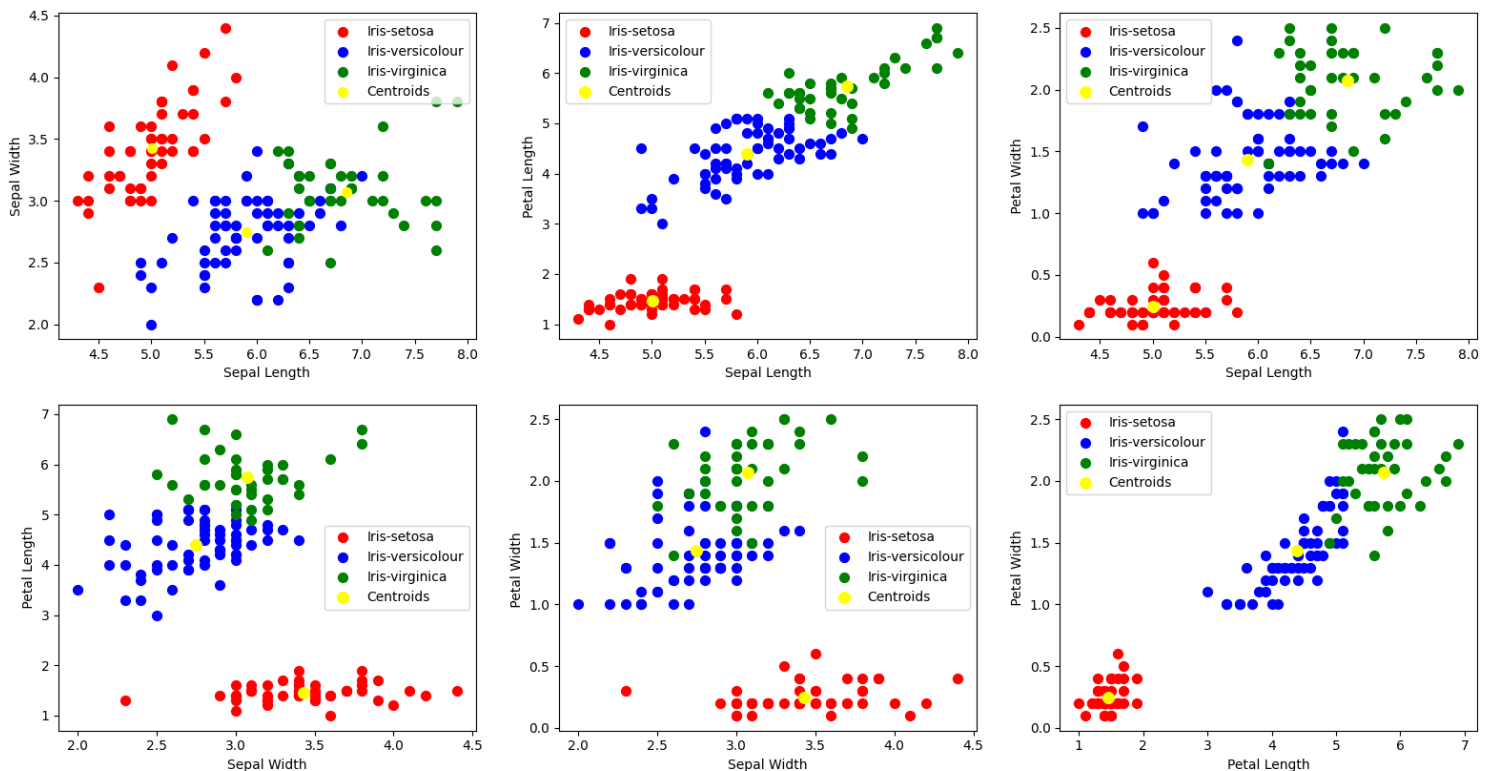 4.5
4.0
3.5
3.0
2.5
2.0
Sepal Width
4.5 5.0 5.5 6.0 6.5 7.0 7.5 8.0
Sepal Length
Iris-setosa
Iris-versicolour
Iris-virginica
Centroids
7
6
5
4
3
2
1
Petal Length
4.5 5.0 5.5 6.0 6.5 7.0 7.5 8.0
Sepal Length
Iris-setosa
Iris-versicolour
Iris-virginica
Centroids
2.5
2.0
1.5
1.0
0.5
0.0
Petal Width
4.5 5.0 5.5 6.0 6.5 7.0 7.5 8.0
Sepal Length
Iris-setosa
Iris-versicolour
Iris-virginica
Centroids
7
6
5
4
3
2
1
Petal Length
2.0 2.5 3.0 3.5 4.0 4.5
Sepal Width
Iris-setosa
Iris-versicolour
Iris-virginica
Centroids
2.5
2.0
1.5
1.0
0.5
0.0
Petal Width
2.0 2.5 3.0 3.5 4.0 4.5
Sepal Width
Iris-setosa
Iris-versicolour
Iris-virginica
Centroids
2.5
2.0
1.5
1.0
0.5
0.0
Petal Width
1 2 3 4 5 6 7
Petal Length
Iris-setosa
Iris-versicolour
Iris-virginica
Centroids